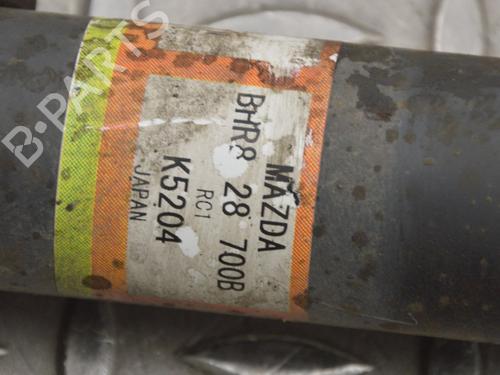 MAZDA
BHR8 28 700B
RC1
K5204
JAPAN
B-PARTS